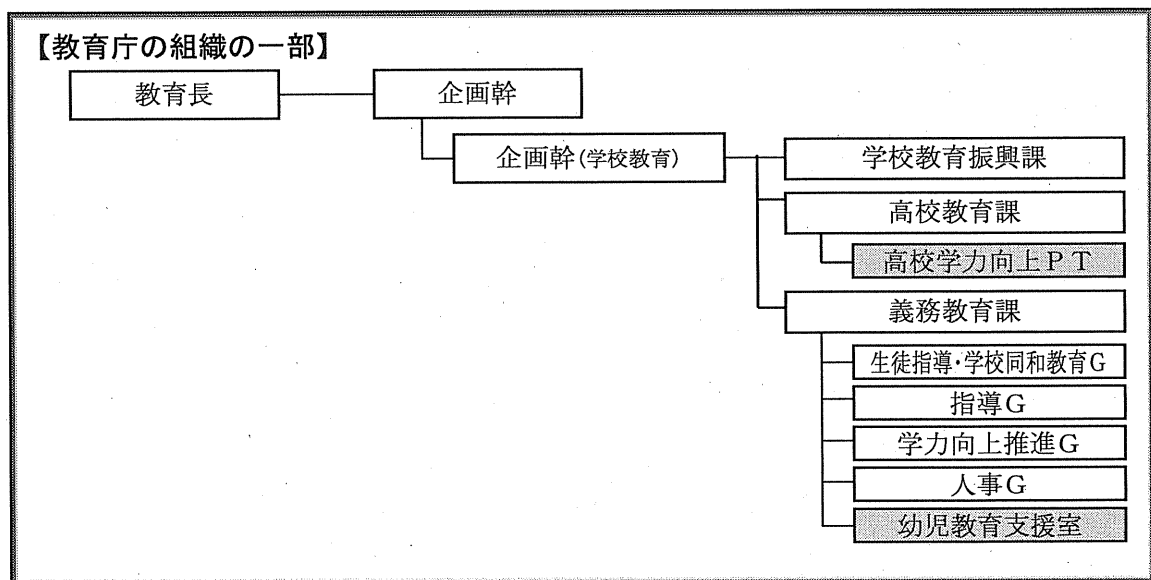 【教育庁の組織の一部】
教育長
企画幹
企画幹(学校教育)
学校教育振興課
高校教育課
高校学力向上PT
義務教育課
生徒指導・学校同和教育G
指導G
学力向上推進G
人事G
幼児教育支援室